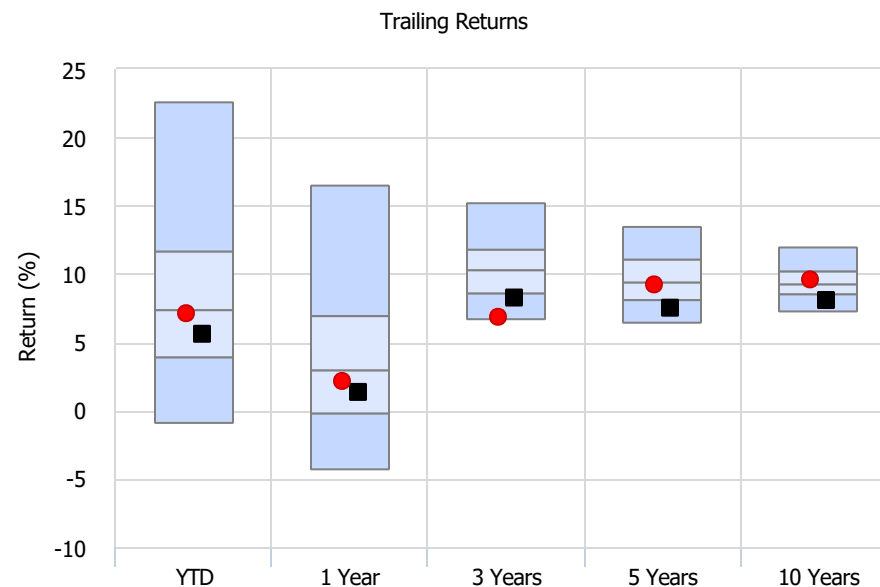 Trailing Returns
25
20
15
10
5
0
-5
-10
Return (%)
YTD
1 Year
3 Years
5 Years
10 Years